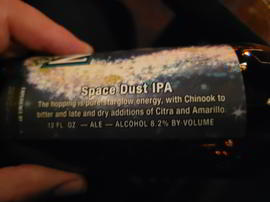 Space Dust IPA
The hopping is pure starglow energy, with Chinook to
bitter and late and dry additions of Citra and Amarillo
12 FL OZ — ALE — ALCOHOL 8.2% BY VOLUME